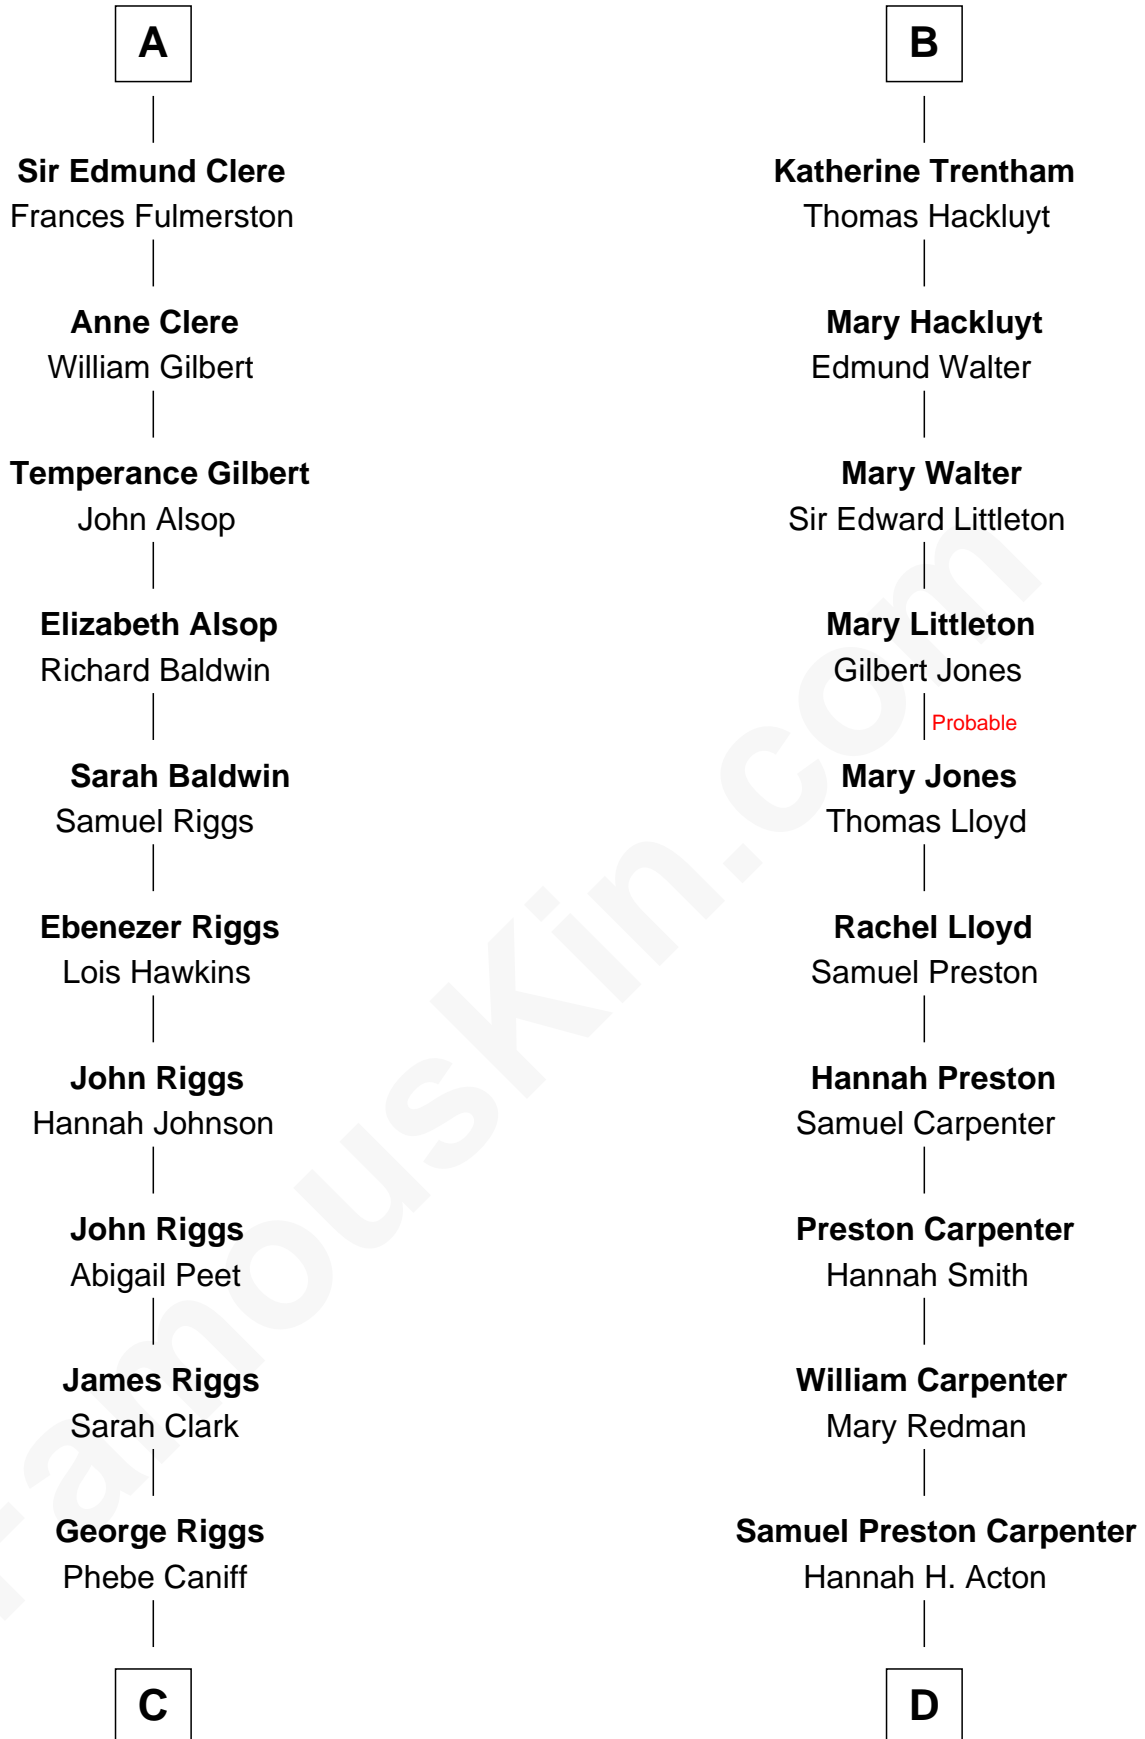 A
Sir Edmund Clere
Frances Fulmerston
Anne Clere
William Gilbert
Temperance Gilbert
John Alsop
Elizabeth Alsop
Richard Baldwin
Sarah Baldwin
Samuel Riggs
Ebenezer Riggs
Lois Hawkins
John Riggs
Hannah Johnson
John Riggs
Abigail Peet
James Riggs
Sarah Clark
George Riggs
Phebe Caniff
C
B
Katherine Trentham
Thomas Hackluyt
Mary Hackluyt
Edmund Walter
Mary Walter
Sir Edward Littleton
Mary Littleton
Gilbert Jones
Probable
Mary Jones
Thomas Lloyd
Rachel Lloyd
Samuel Preston
Hannah Preston
Samuel Carpenter
Preston Carpenter
Hannah Smith
William Carpenter
Mary Redman
Samuel Preston Carpenter
Hannah H. Acton
D
FamousKin.com